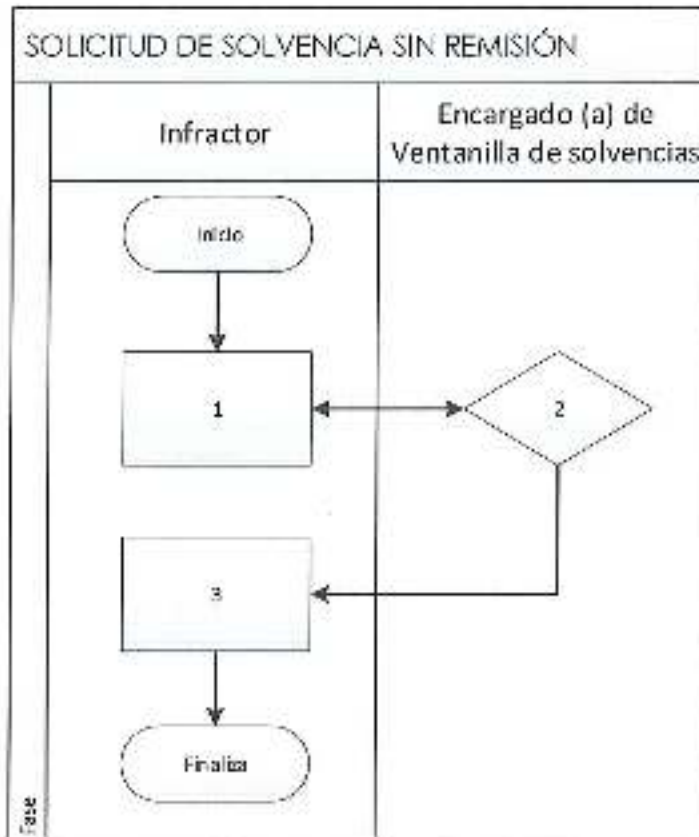 SOLICITUD DE SOLVENCIA SIN REMISIÓN
Infractor
Encargado (a) de
Ventanilla de solvencias
Inicio
1
2
3
Finaliza
Fase